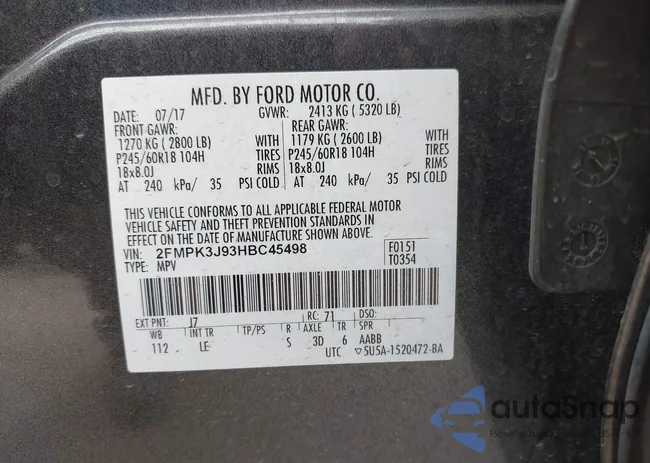 MFD. BY FORD MOTOR CO.
DATE: 07/17 GVWR: 2413 KG ( 5320 LB)
FRONT GAWR: REAR GAWR:
1270 KG ( 2800 LB) WITH 1179 KG ( 2600 LB) WITH
P245/60R18 104H TIRES P245/60R18 104H TIRES
18x8.0J RIMS 18x8.0J RIMS
AT 240 kPa/ 35 PSI COLD AT 240 kPa/ 35 PSI COLD
THIS VEHICLE CONFORMS TO ALL APPLICABLE FEDERAL MOTOR
VEHICLE SAFETY AND THEFT PREVENTION STANDARDS IN
EFFECT ON THE DATE OF MANUFACTURE SHOWN ABOVE.
VIN: 2FMPK3J93HBC45498 F0151
TYPE: MPV T0354
EXT PNT: J7 RC: 71 DSO:
WB INT TR TP/PS R AXLE TR SPR
112 LE S 3D 6 AABB
UTC ▽5U5A-1520472-BA
autoSnap